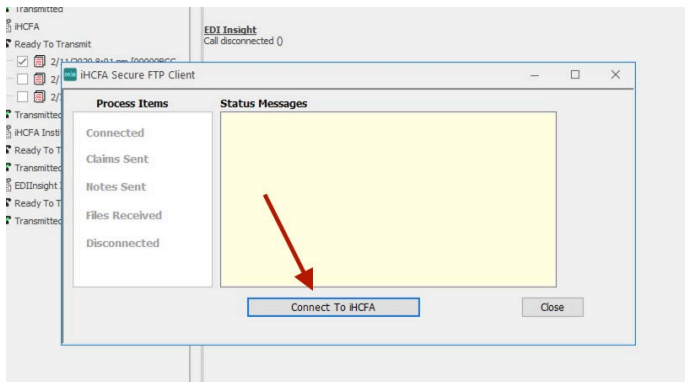 Transmitted
iHCFA
Ready To Transmit
EDI Insight
Call disconnected ()
2/11/2020 8:01 pm [00000BCC
2/
2/
Transmitted
iHCFA Insti
Ready To T
Transmitted
EDIInsight I
Ready To T
Transmitted
iHCFA Secure FTP Client
Process Items
Status Messages
Connected
Claims Sent
Notes Sent
Files Received
Disconnected
Connect To iHCFA
Close